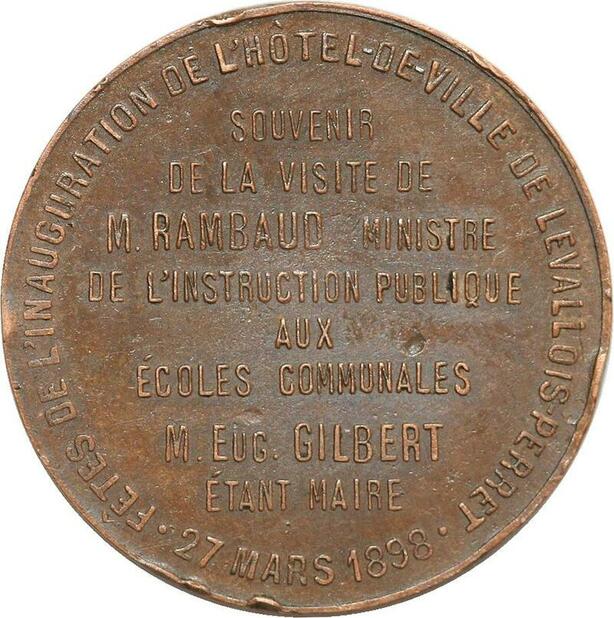 FÊTES DE L'INAUGURATION DE L'HÔTEL-DE-VILLE DE LEVALLOIS-PERRET
· 27 MARS 1898 ·
SOUVENIR
DE LA VISITE DE
M. RAMBAUD MINISTRE
DE L'INSTRUCTION PUBLIQUE
AUX
ÉCOLES COMMUNALES
M. EUG. GILBERT
ÉTANT MAIRE